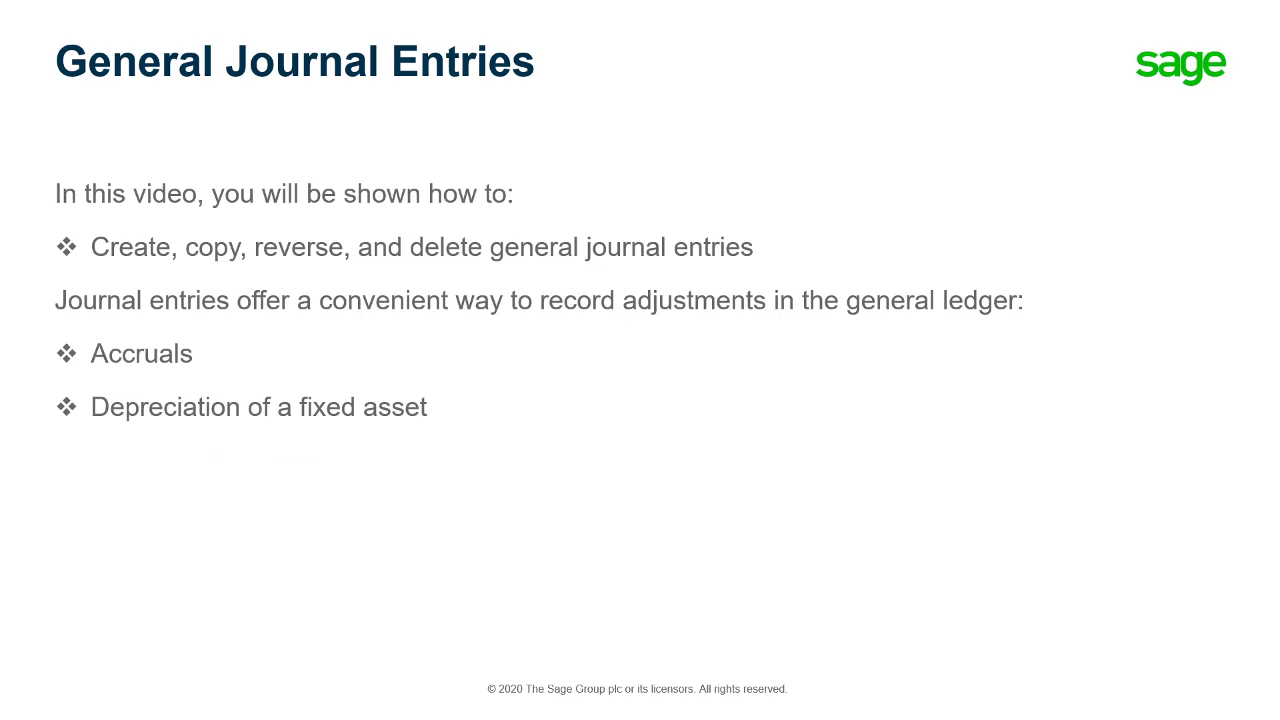 General Journal Entries
sage
In this video, you will be shown how to:
❖ Create, copy, reverse, and delete general journal entries
Journal entries offer a convenient way to record adjustments in the general ledger:
❖ Accruals
❖ Depreciation of a fixed asset
© 2020 The Sage Group plc or its licensors. All rights reserved.